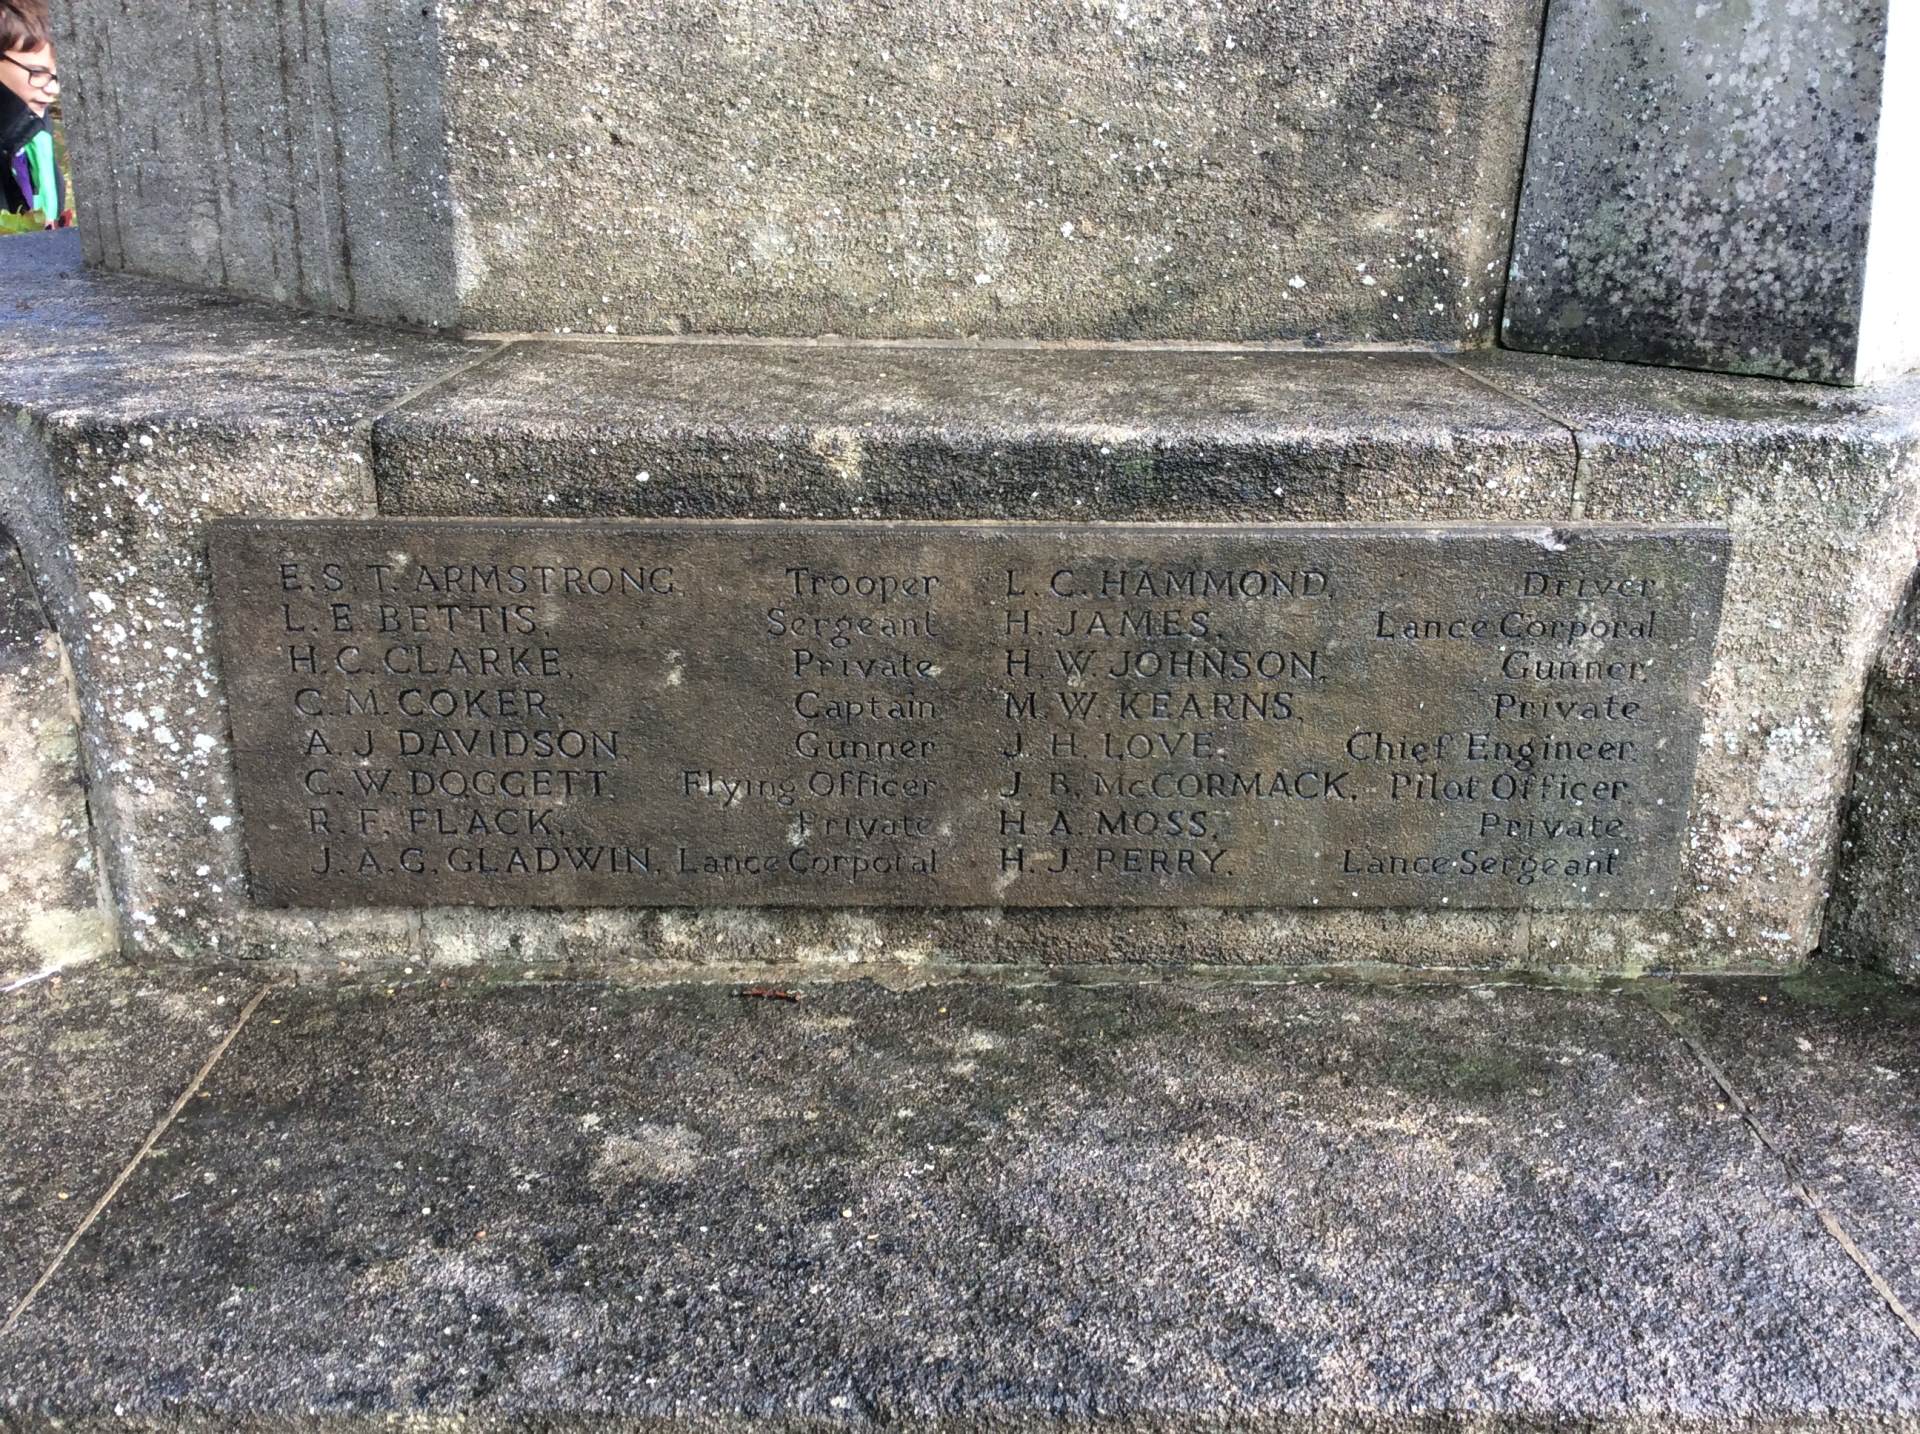 E.S.T. ARMSTRONG, Trooper
L.E. BETTIS, Sergeant
H.C. CLARKE, Private
C.M. COKER, Captain
A.J. DAVIDSON, Gunner
C.W. DOGGETT, Flying Officer
R.F. FLACK, Private
J.A.G. GLADWIN, Lance Corporal
L.C. HAMMOND, Driver
H. JAMES, Lance Corporal
H.W. JOHNSON, Gunner
M.W. KEARNS, Private
J.H. LOVE, Chief Engineer
J.B. McCORMACK, Pilot Officer
H.A. MOSS, Private
H.J. PERRY, Lance Sergeant